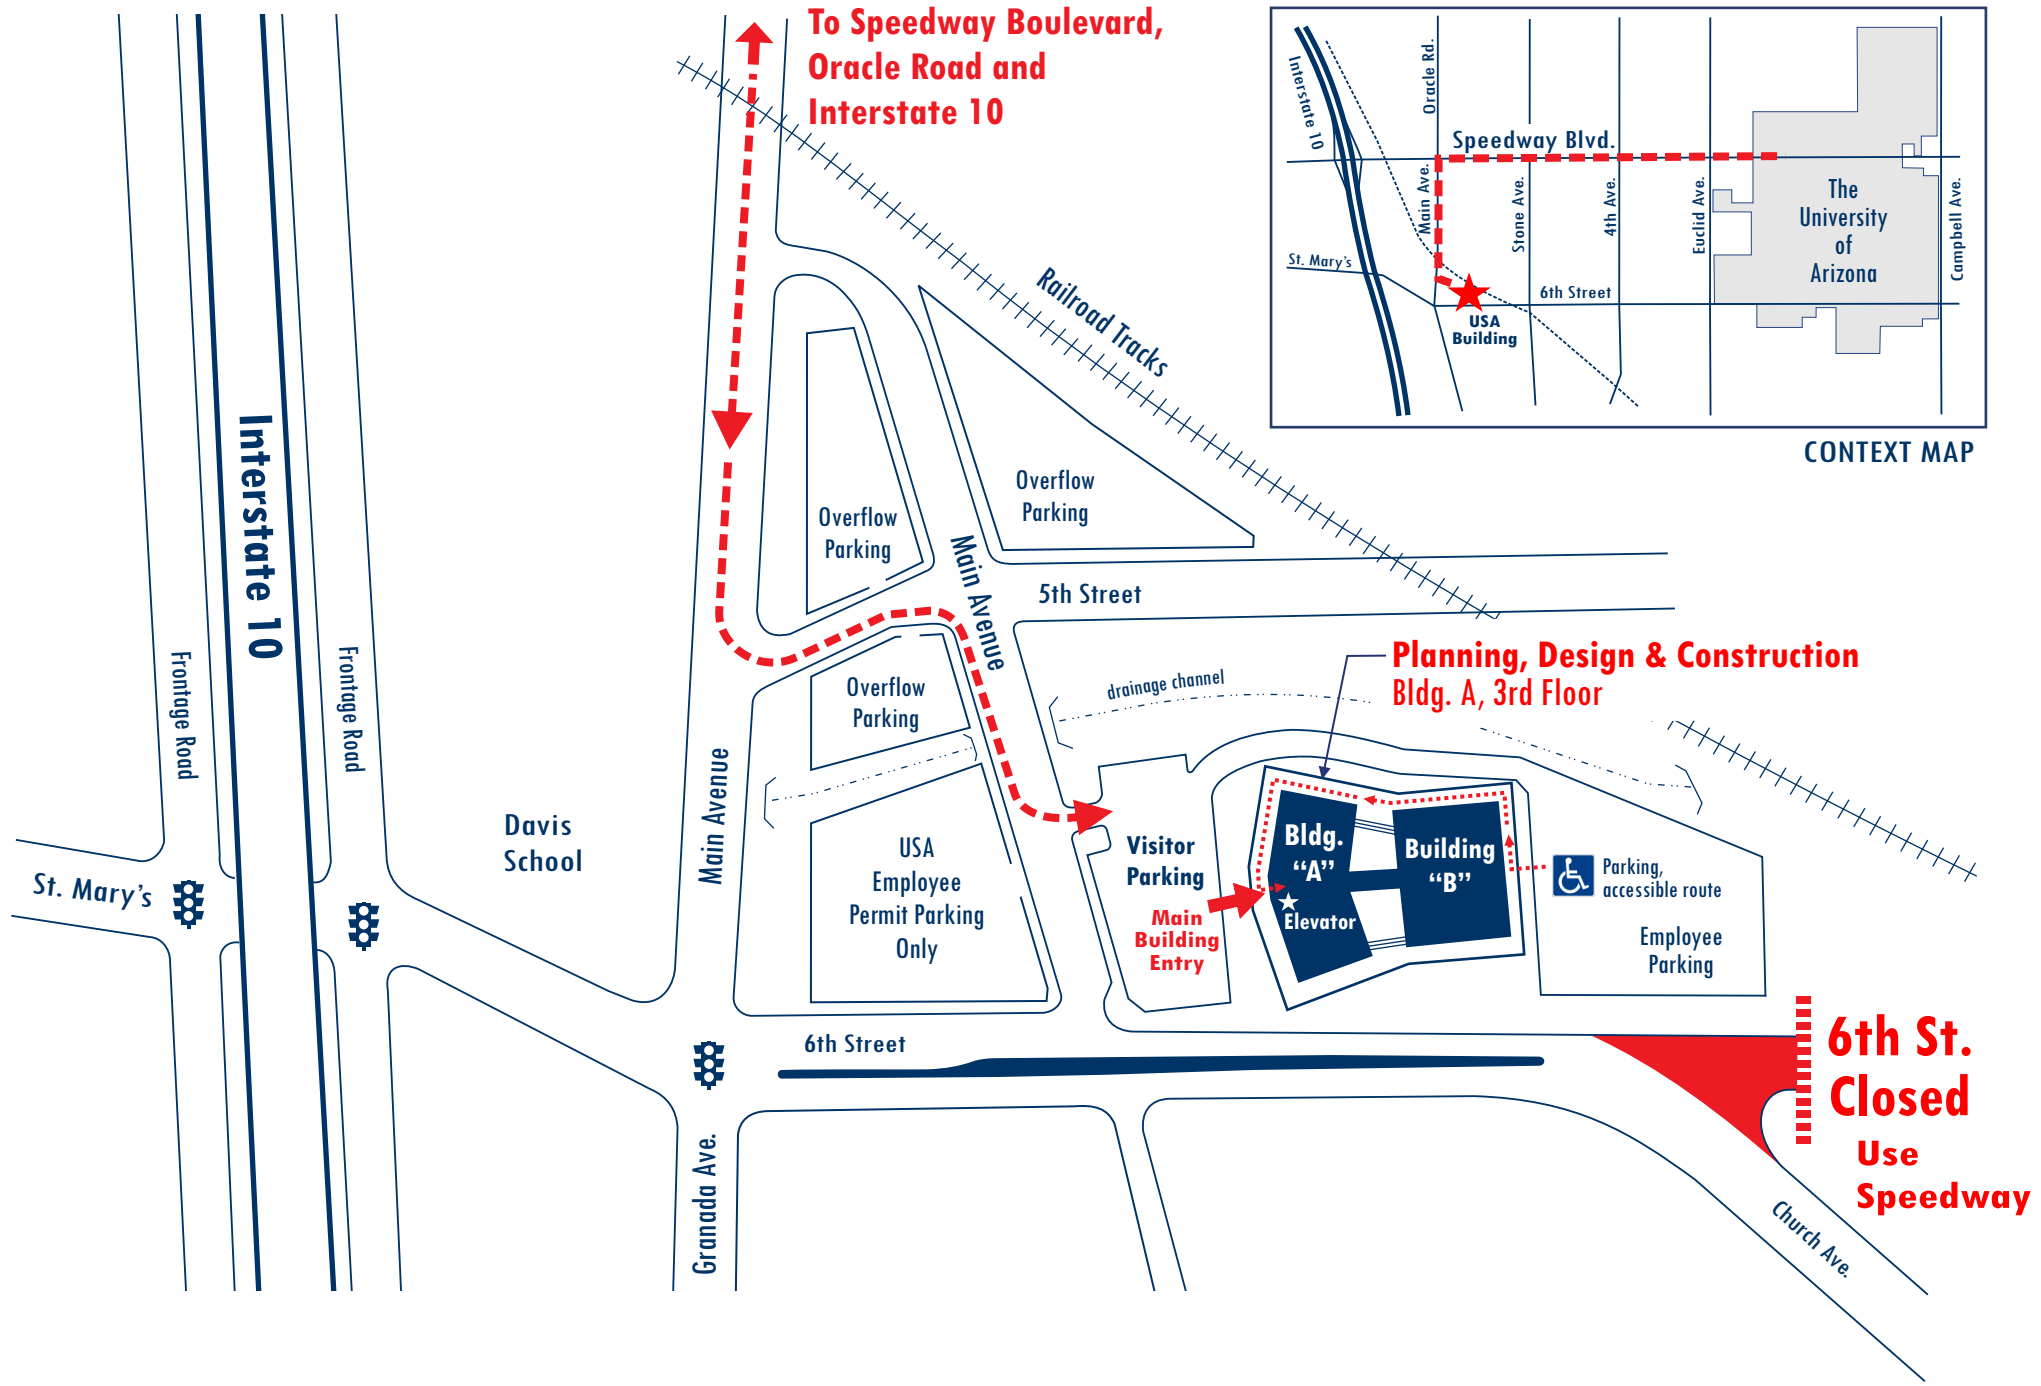 To Speedway Boulevard,
Oracle Road and
Interstate 10
Interstate 10
Oracle Rd.
Speedway Blvd.
Main Ave.
Stone Ave.
4th Ave.
Euclid Ave.
Campbell Ave.
The
University
of
Arizona
St. Mary's
6th Street
USA
Building
CONTEXT MAP
Railroad Tracks
Interstate 10
Overflow
Parking
Overflow
Parking
Main Avenue
5th Street
Frontage Road
Frontage Road
Overflow
Parking
drainage channel
Planning, Design & Construction
Bldg. A, 3rd Floor
Main Avenue
Davis
School
St. Mary's
USA
Employee
Permit Parking
Only
Visitor
Parking
Main
Building
Entry
Bldg.
“A”
Elevator
Building
“B”
Parking,
accessible route
Employee
Parking
6th Street
6th St.
Closed
Use
Speedway
Granada Ave.
Church Ave.